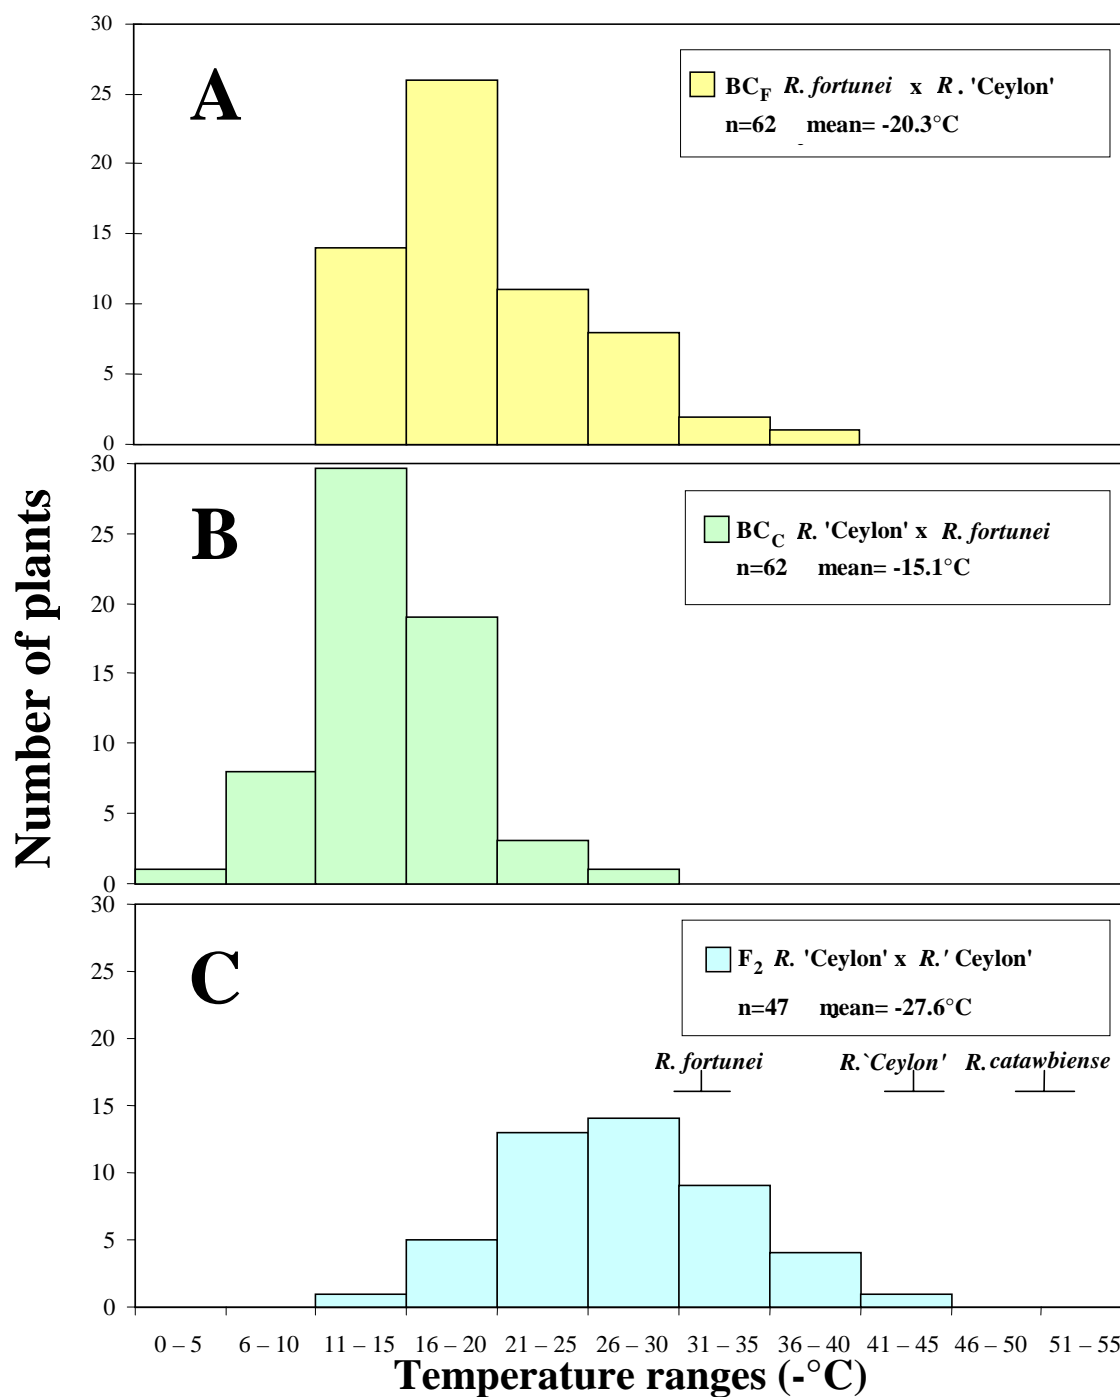 30
25
20
15
10
5
0
A
BC_F R. fortunei x R. 'Ceylon'
n=62 mean= -20.3°C
30
25
20
15
10
5
0
B
BC_C R. 'Ceylon' x R. fortunei
n=62 mean= -15.1°C
Number of plants
30
25
20
15
10
5
0
C
F_2 R. 'Ceylon' x R.' Ceylon'
n=47 mean= -27.6°C
R. fortunei R.`Ceylon' R. catawbiense
0 – 5 6 – 10 11 – 15 16 – 20 21 – 25 26 – 30 31 – 35 36 – 40 41 – 45 46 – 50 51 – 55
Temperature ranges (-°C)